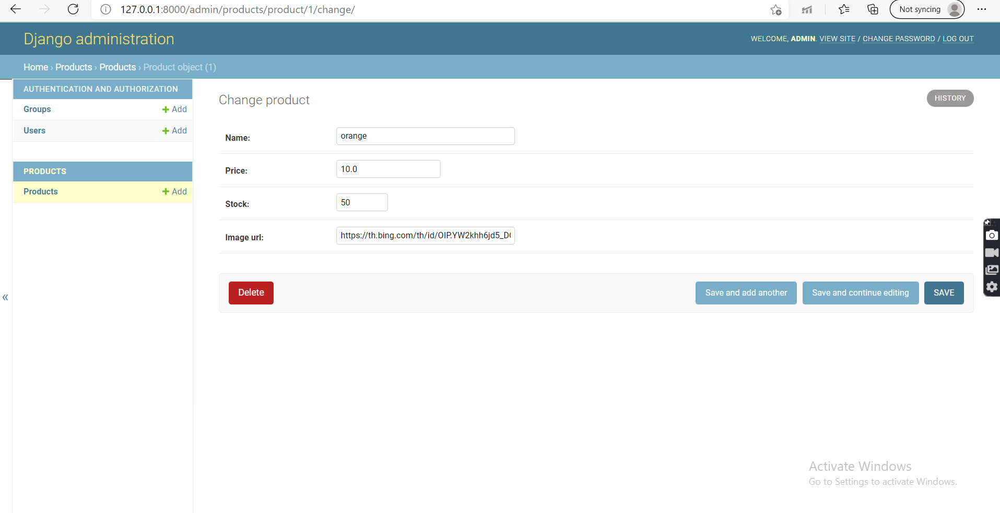 127.0.0.1:8000/admin/products/product/1/change/
Not syncing
Django administration
WELCOME, ADMIN. VIEW SITE / CHANGE PASSWORD / LOG OUT
Home › Products › Products › Product object (1)
AUTHENTICATION AND AUTHORIZATION
Groups + Add
Users + Add
PRODUCTS
Products + Add
«
Change product
HISTORY
Name: orange
Price: 10.0
Stock: 50
Image url: https://th.bing.com/th/id/OIP.YW2khh6jd5_D
Delete
Save and add another
Save and continue editing
SAVE
Activate Windows
Go to Settings to activate Windows.